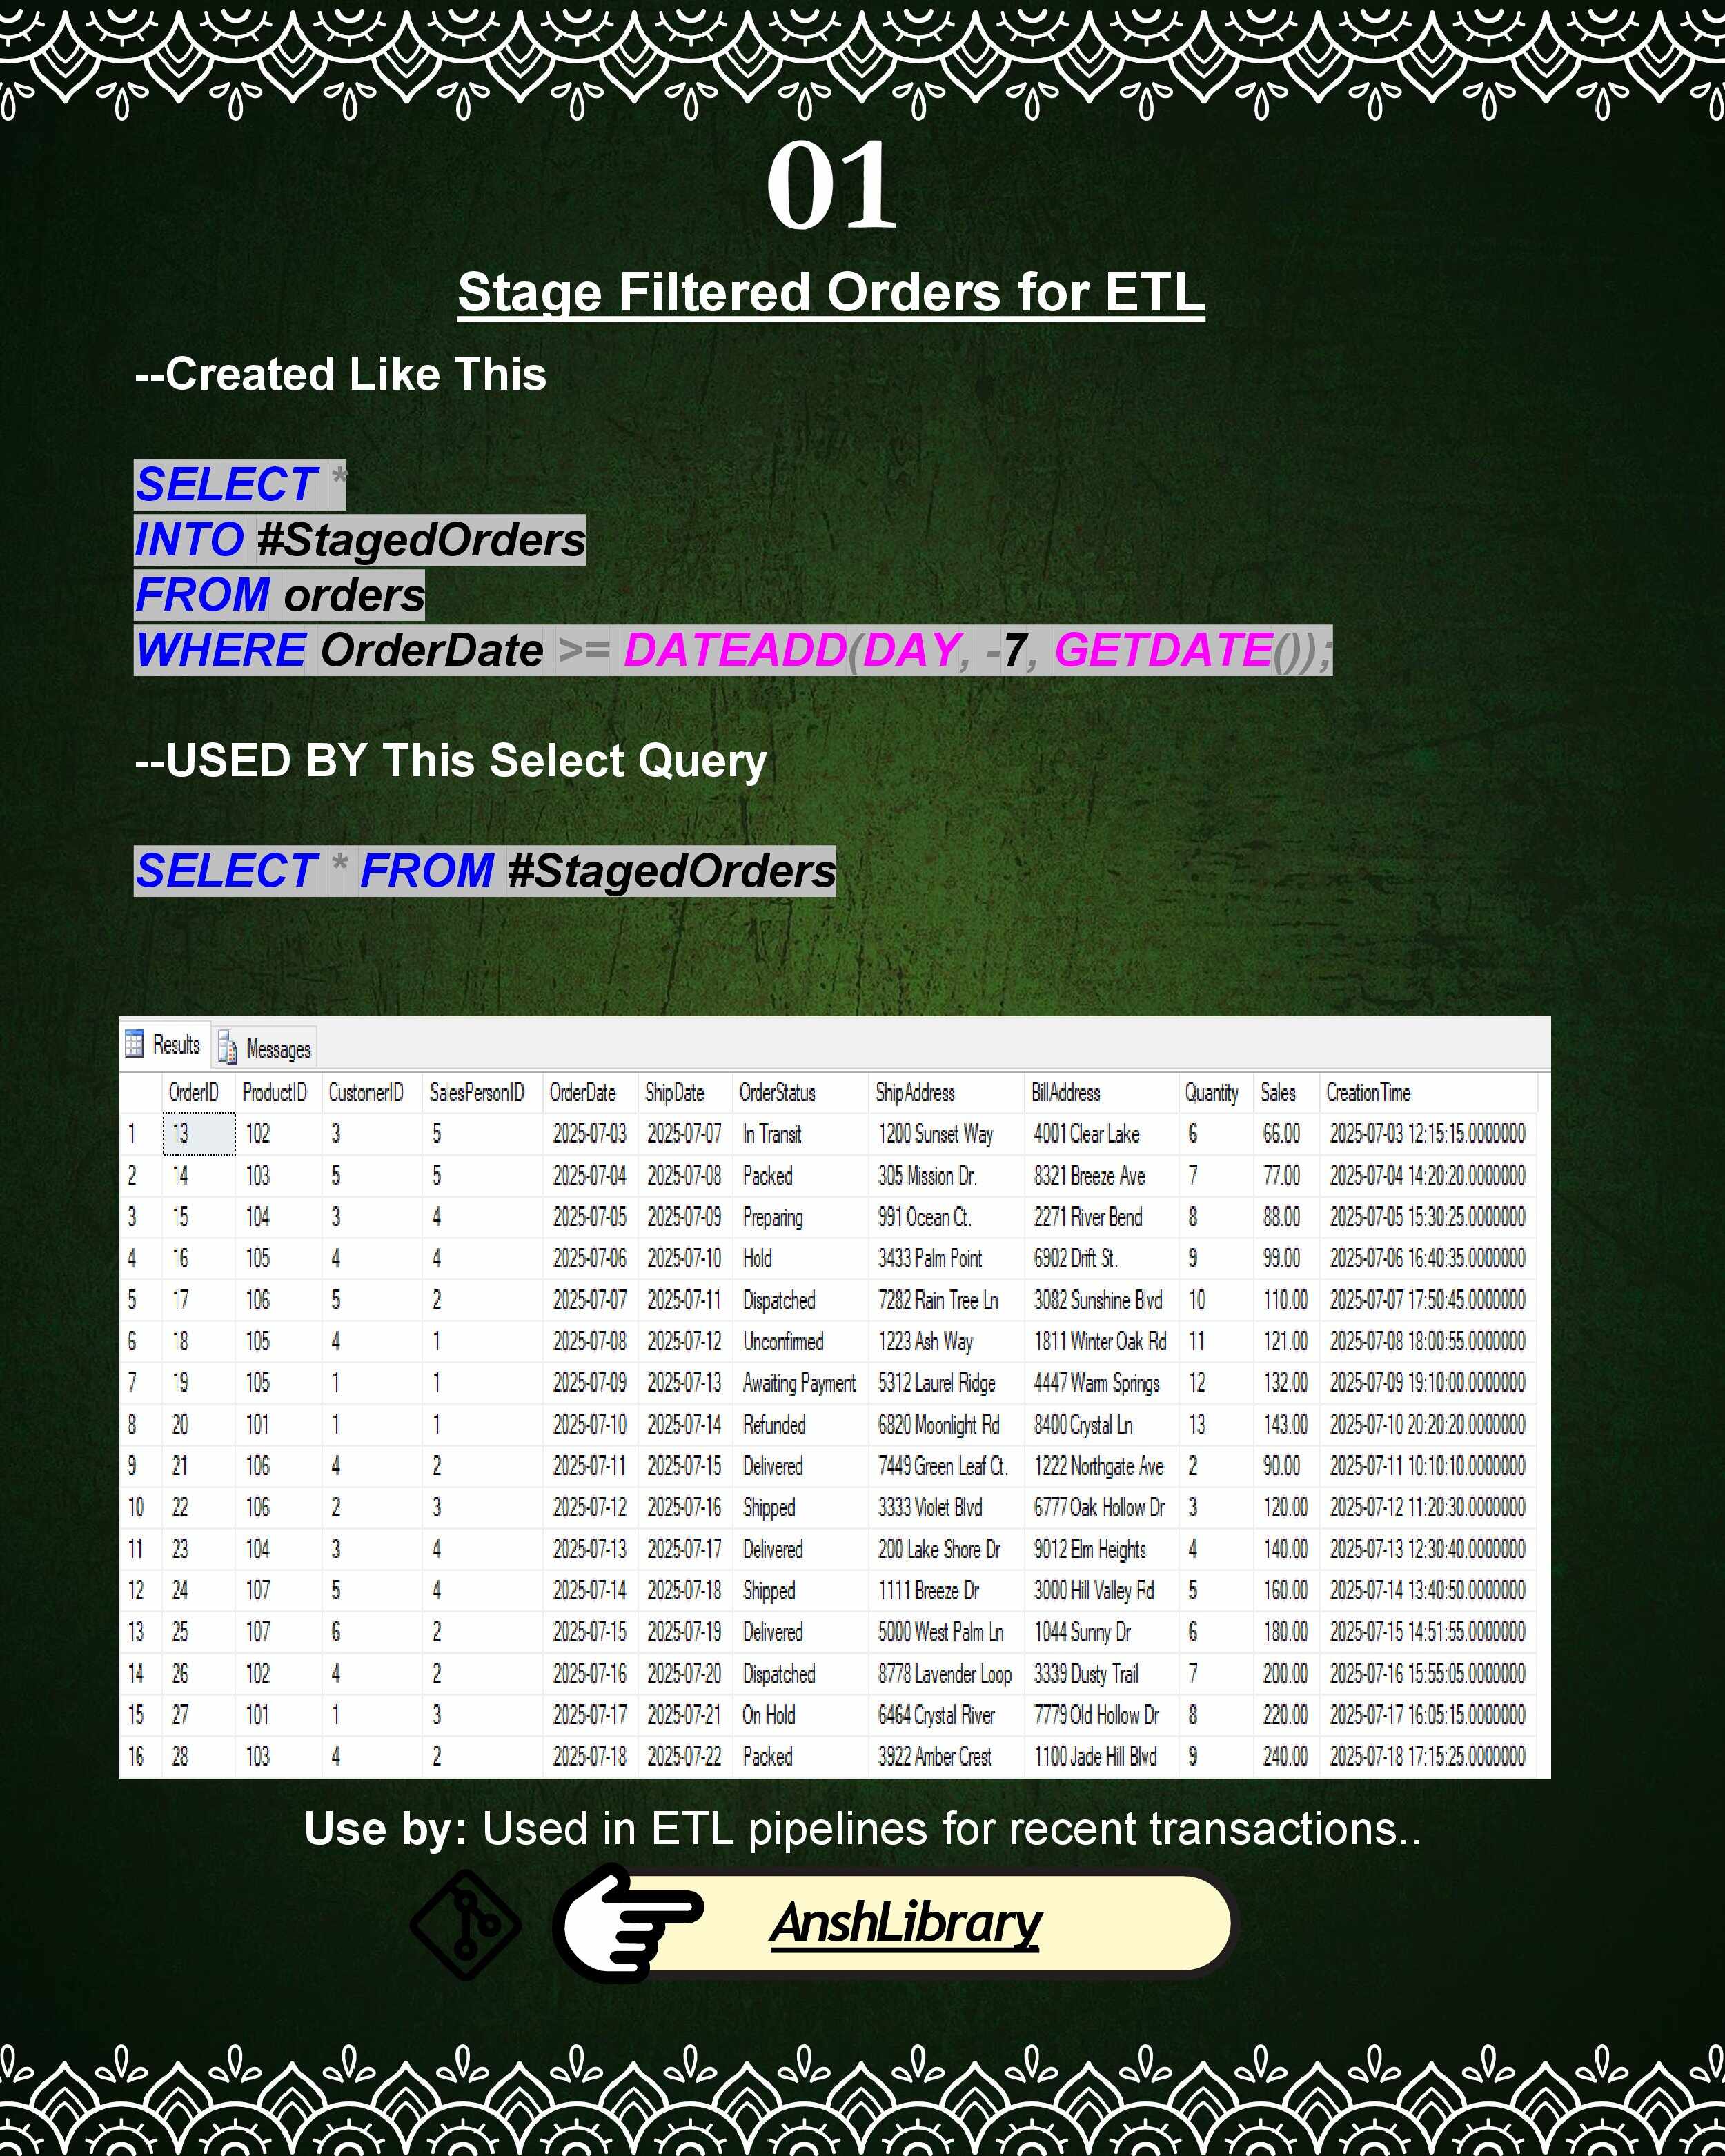 01
Stage Filtered Orders for ETL
--Created Like This
SELECT *
INTO #StagedOrders
FROM orders
WHERE OrderDate >= DATEADD(DAY, -7, GETDATE());
--USED BY This Select Query
SELECT * FROM #StagedOrders
Results Messages
OrderID ProductID CustomerID SalesPersonID OrderDate ShipDate OrderStatus ShipAddress BillAddress Quantity Sales CreationTime
1 13 102 3 5 2025-07-03 2025-07-07 In Transit 1200 Sunset Way 4001 Clear Lake 6 66.00 2025-07-03 12:15:15.0000000
2 14 103 5 5 2025-07-04 2025-07-08 Packed 305 Mission Dr. 8321 Breeze Ave 7 77.00 2025-07-04 14:20:20.0000000
3 15 104 3 4 2025-07-05 2025-07-09 Preparing 991 Ocean Ct. 2271 River Bend 8 88.00 2025-07-05 15:30:25.0000000
4 16 105 4 4 2025-07-06 2025-07-10 Hold 3433 Palm Point 6902 Drift St. 9 99.00 2025-07-06 16:40:35.0000000
5 17 106 5 2 2025-07-07 2025-07-11 Dispatched 7282 Rain Tree Ln 3082 Sunshine Blvd 10 110.00 2025-07-07 17:50:45.0000000
6 18 105 4 1 2025-07-08 2025-07-12 Unconfirmed 1223 Ash Way 1811 Winter Oak Rd 11 121.00 2025-07-08 18:00:55.0000000
7 19 105 1 1 2025-07-09 2025-07-13 Awaiting Payment 5312 Laurel Ridge 4447 Warm Springs 12 132.00 2025-07-09 19:10:00.0000000
8 20 101 1 1 2025-07-10 2025-07-14 Refunded 6820 Moonlight Rd 8400 Crystal Ln 13 143.00 2025-07-10 20:20:20.0000000
9 21 106 4 2 2025-07-11 2025-07-15 Delivered 7449 Green Leaf Ct. 1222 Northgate Ave 2 90.00 2025-07-11 10:10:10.0000000
10 22 106 2 3 2025-07-12 2025-07-16 Shipped 3333 Violet Blvd 6777 Oak Hollow Dr 3 120.00 2025-07-12 11:20:30.0000000
11 23 104 3 4 2025-07-13 2025-07-17 Delivered 200 Lake Shore Dr 9012 Elm Heights 4 140.00 2025-07-13 12:30:40.0000000
12 24 107 5 4 2025-07-14 2025-07-18 Shipped 1111 Breeze Dr 3000 Hill Valley Rd 5 160.00 2025-07-14 13:40:50.0000000
13 25 107 6 2 2025-07-15 2025-07-19 Delivered 5000 West Palm Ln 1044 Sunny Dr 6 180.00 2025-07-15 14:51:55.0000000
14 26 102 4 2 2025-07-16 2025-07-20 Dispatched 8778 Lavender Loop 3339 Dusty Trail 7 200.00 2025-07-16 15:55:05.0000000
15 27 101 1 3 2025-07-17 2025-07-21 On Hold 6464 Crystal River 7779 Old Hollow Dr 8 220.00 2025-07-17 16:05:15.0000000
16 28 103 4 2 2025-07-18 2025-07-22 Packed 3922 Amber Crest 1100 Jade Hill Blvd 9 240.00 2025-07-18 17:15:25.0000000
Use by: Used in ETL pipelines for recent transactions..
AnshLibrary